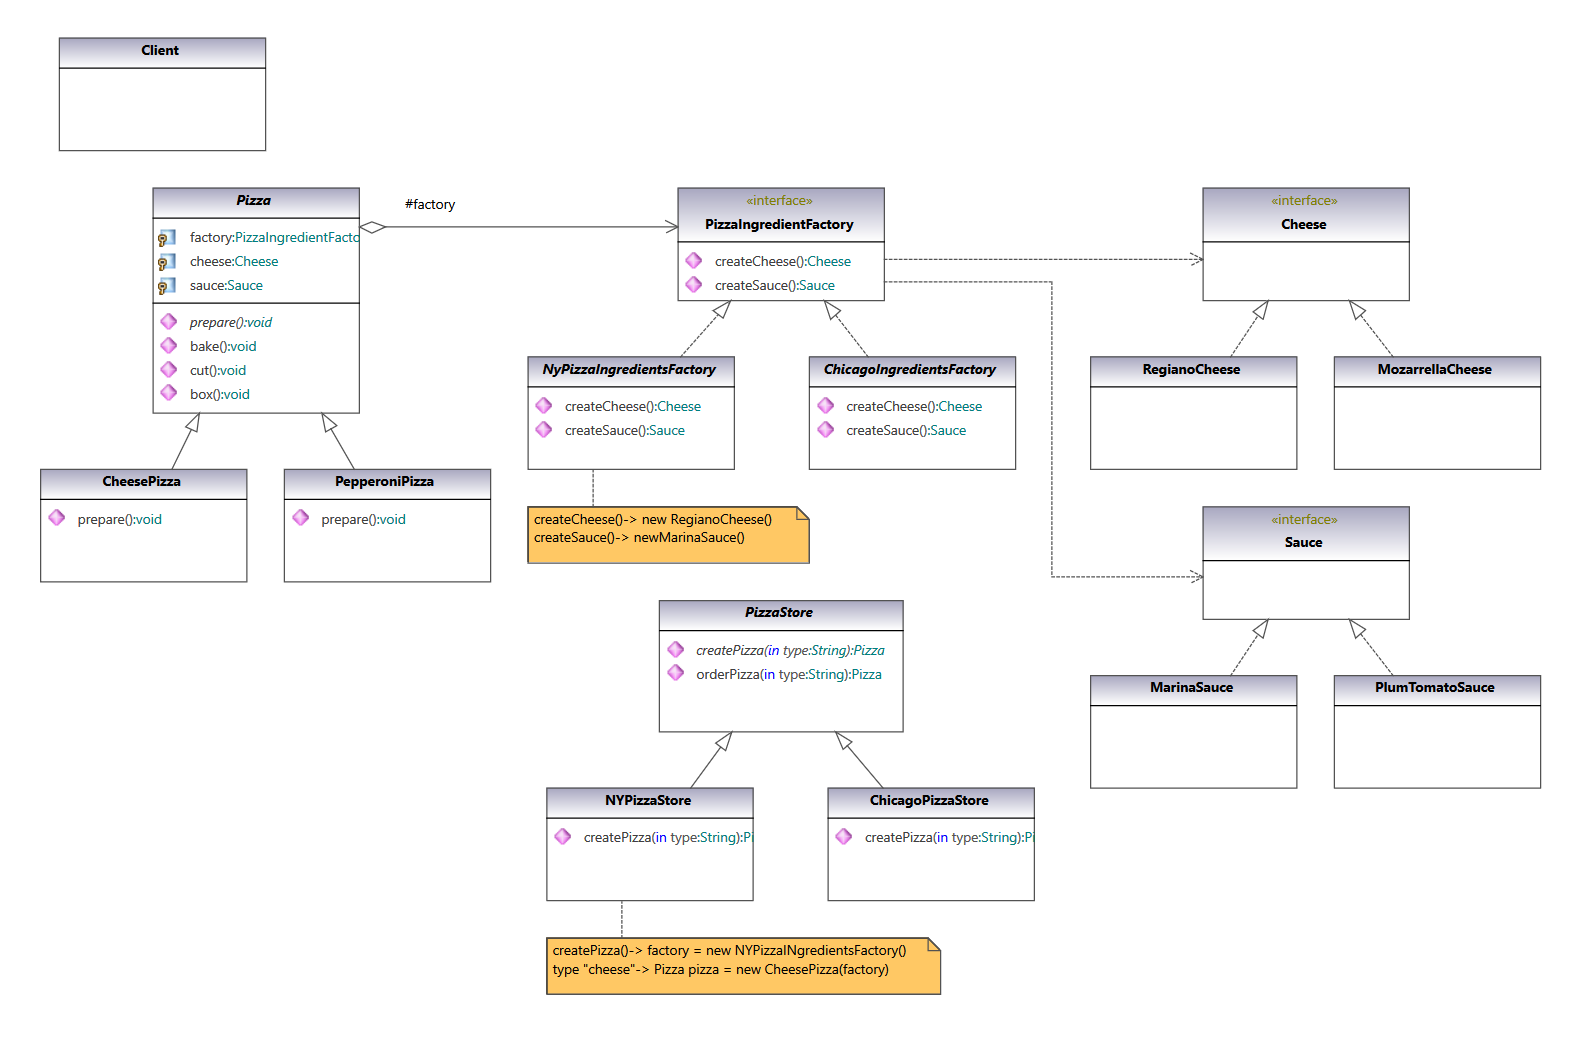 Client
Pizza
factory:PizzaIngredientFacto
cheese:Cheese
sauce:Sauce
prepare():void
bake():void
cut():void
box():void
#factory
«interface»
PizzaIngredientFactory
createCheese():Cheese
createSauce():Sauce
«interface»
Cheese
NyPizzaIngredientsFactory
createCheese():Cheese
createSauce():Sauce
ChicagoIngredientsFactory
createCheese():Cheese
createSauce():Sauce
RegianoCheese
MozarrellaCheese
CheesePizza
prepare():void
PepperoniPizza
prepare():void
createCheese()-> new RegianoCheese()
createSauce()-> newMarinaSauce()
«interface»
Sauce
PizzaStore
createPizza(in type:String):Pizza
orderPizza(in type:String):Pizza
MarinaSauce
PlumTomatoSauce
NYPizzaStore
createPizza(in type:String):Pi
ChicagoPizzaStore
createPizza(in type:String):Pi
createPizza()-> factory = new NYPizzaINgredientsFactory()
type "cheese"-> Pizza pizza = new CheesePizza(factory)